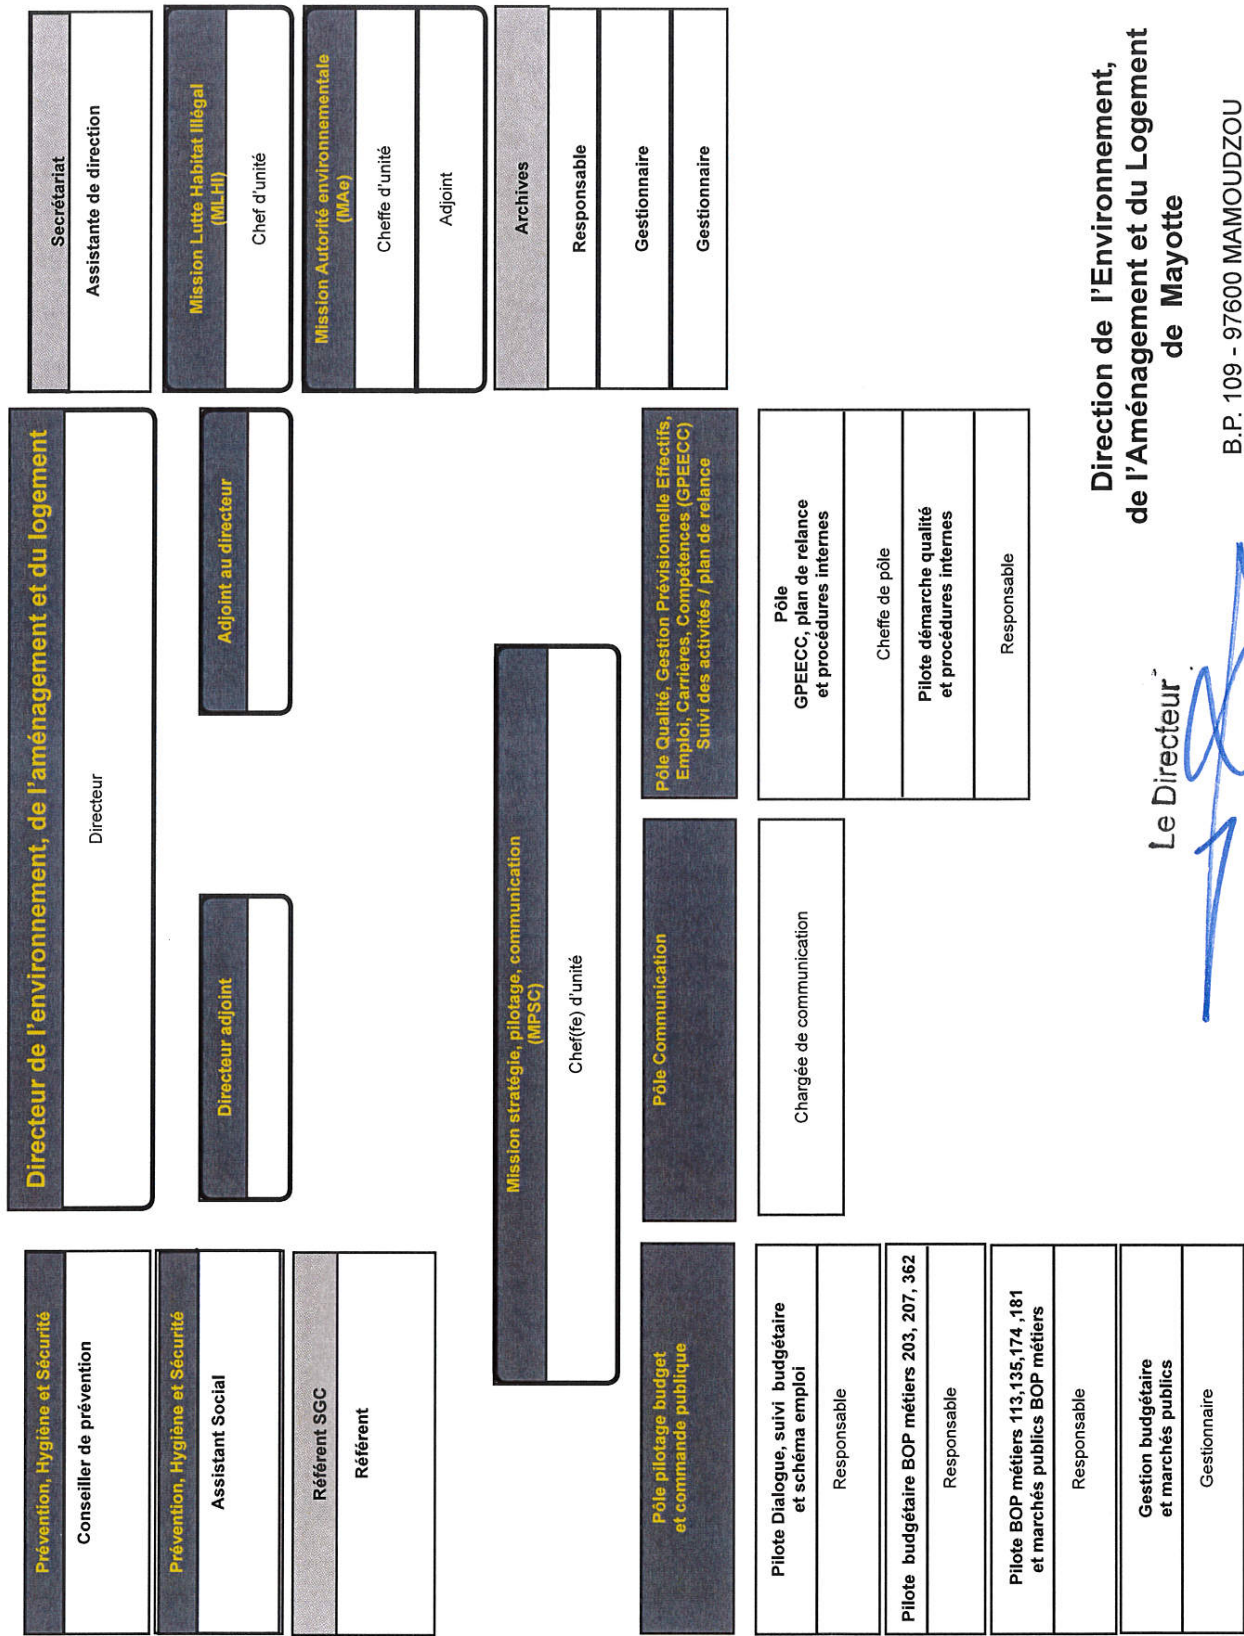 Directeur de l'environnement, de l'aménagement et du logement
Directeur
Prévention, Hygiène et Sécurité
Conseiller de prévention
Prévention, Hygiène et Sécurité
Assistant Social
Référent SGC
Référent
Directeur adjoint
Adjoint au directeur
Secrétariat
Assistante de direction
Mission Lutte Habitat Illégal
(MLHI)
Chef d'unité
Mission Autorité environnementale
(MAe)
Cheffe d'unité
Adjoint
Archives
Responsable
Gestionnaire
Gestionnaire
Mission stratégie, pilotage, communication
(MPSC)
Chef(fe) d'unité
Pôle pilotage budget
et commande publique
Pilote Dialogue, suivi budgétaire
et schéma emploi
Responsable
Pilote budgétaire BOP métiers 203, 207, 362
Responsable
Pilote BOP métiers 113,135,174 ,181
et marchés publics BOP métiers
Responsable
Gestion budgétaire
et marchés publics
Gestionnaire
Pôle Communication
Chargée de communication
Pôle Qualité, Gestion Prévisionnelle Effectifs,
Emploi, Carrières, Compétences (GPEECC)
Suivi des activités / plan de relance
Pôle
GPEECC, plan de relance
et procédures internes
Cheffe de pôle
Pilote démarche qualité
et procédures internes
Responsable
Le Directeur
Direction de l'Environnement,
de l'Aménagement et du Logement
de Mayotte
B.P. 109 - 97600 MAMOUDZOU